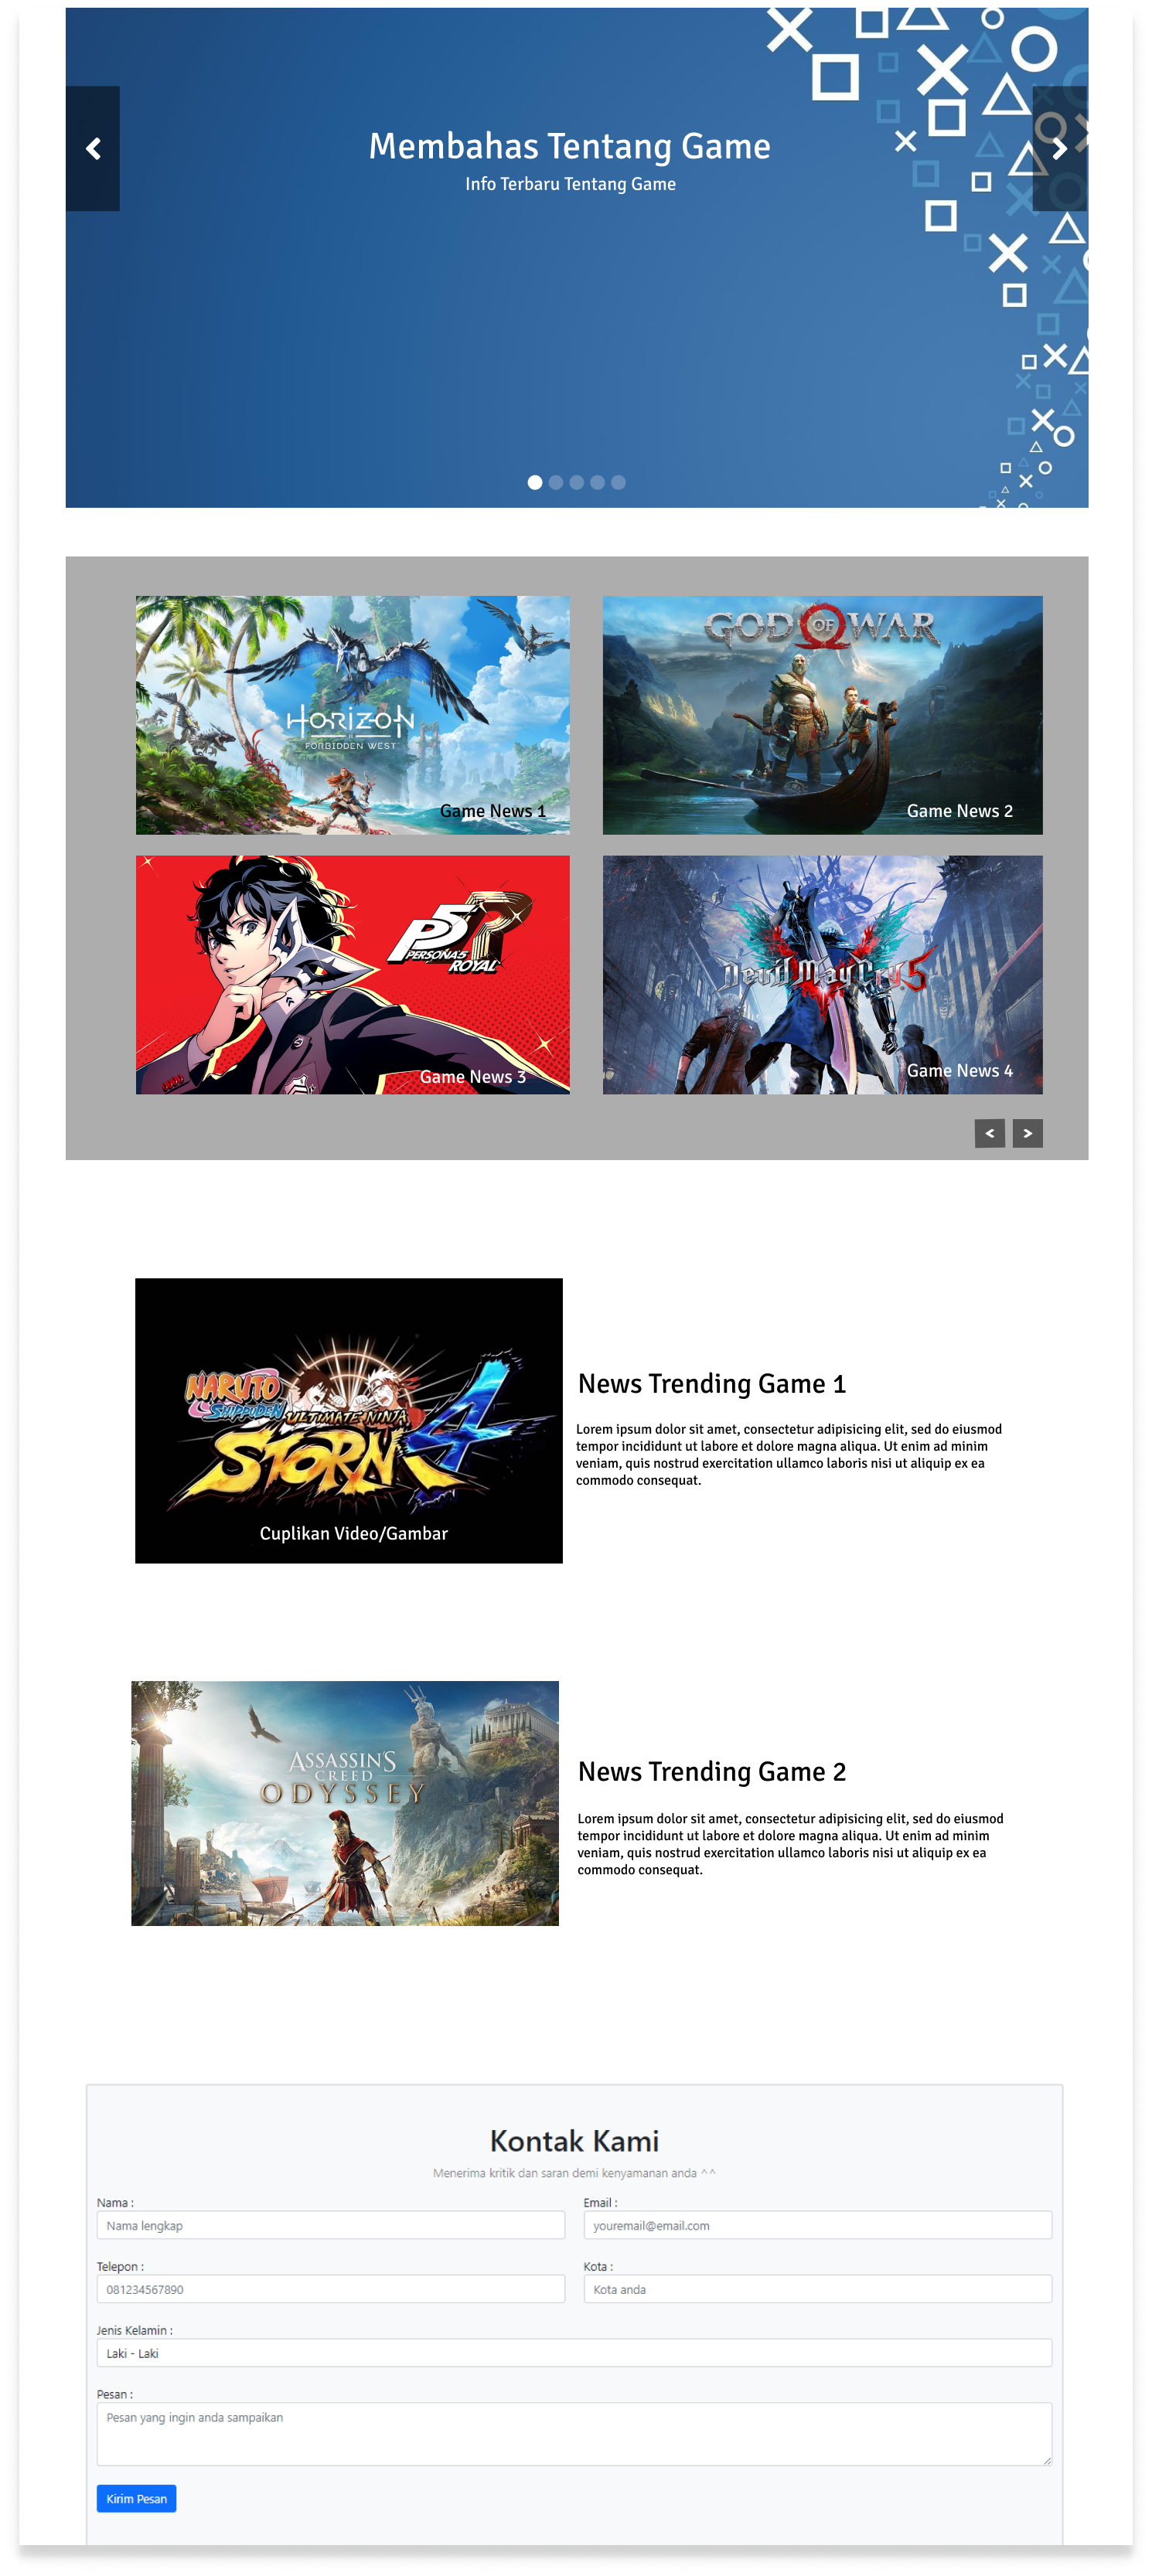 Membahas Tentang Game
Info Terbaru Tentang Game
HORIZON
FORBIDDEN WEST
Game News 1
GOD OF WAR
Game News 2
P5R
PERSONA5
ROYAL
Game News 3
Devil May Cry 5
Game News 4
< >
NARUTO
SHIPPUDEN
ULTIMATE NINJA
STORM 4
Cuplikan Video/Gambar
News Trending Game 1
Lorem ipsum dolor sit amet, consectetur adipisicing elit, sed do eiusmod
tempor incididunt ut labore et dolore magna aliqua. Ut enim ad minim
veniam, quis nostrud exercitation ullamco laboris nisi ut aliquip ex ea
commodo consequat.
ASSASSIN'S
CREED
ODYSSEY
News Trending Game 2
Lorem ipsum dolor sit amet, consectetur adipisicing elit, sed do eiusmod
tempor incididunt ut labore et dolore magna aliqua. Ut enim ad minim
veniam, quis nostrud exercitation ullamco laboris nisi ut aliquip ex ea
commodo consequat.
Kontak Kami
Menerima kritik dan saran demi kenyamanan anda ^^
Nama :
Nama lengkap
Email :
youremail@email.com
Telepon :
081234567890
Kota :
Kota anda
Jenis Kelamin :
Laki - Laki
Pesan :
Pesan yang ingin anda sampaikan
Kirim Pesan